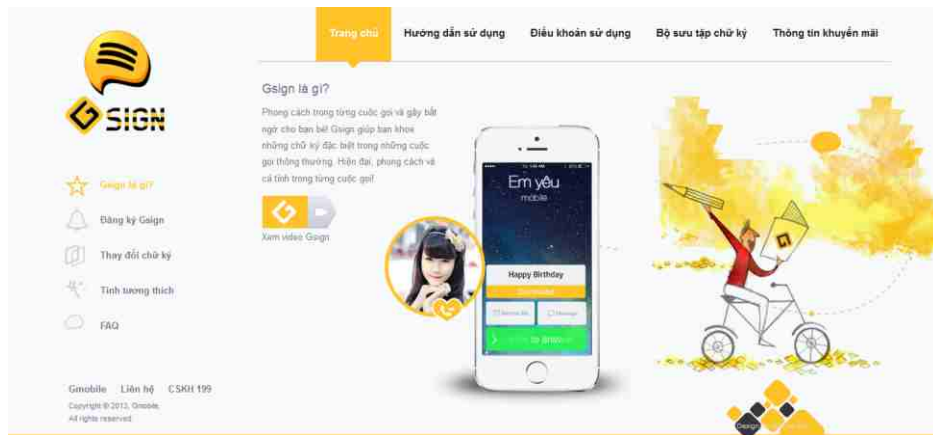 Trang chủ
Hướng dẫn sử dụng
Điều khoản sử dụng
Bộ sưu tập chữ ký
Thông tin khuyến mãi
GSIGN
Gsign là gì?
Đăng ký Gsign
Thay đổi chữ ký
Tính tương thích
FAQ
Gmobile Liên hệ CSKH 199
Copyright © 2013, Gmobile,
All rights reserved.
Gsign là gì?
Phong cách trong từng cuộc gọi và gây bất
ngờ cho bạn bè! Gsign giúp bạn khoe
những chữ ký đặc biệt trong những cuộc
gọi thông thường. Hiện đại, phong cách và
cá tính trong từng cuộc gọi!
Xem video Gsign
Em yêu
mobile
Happy Birthday
Message
to answer
Design